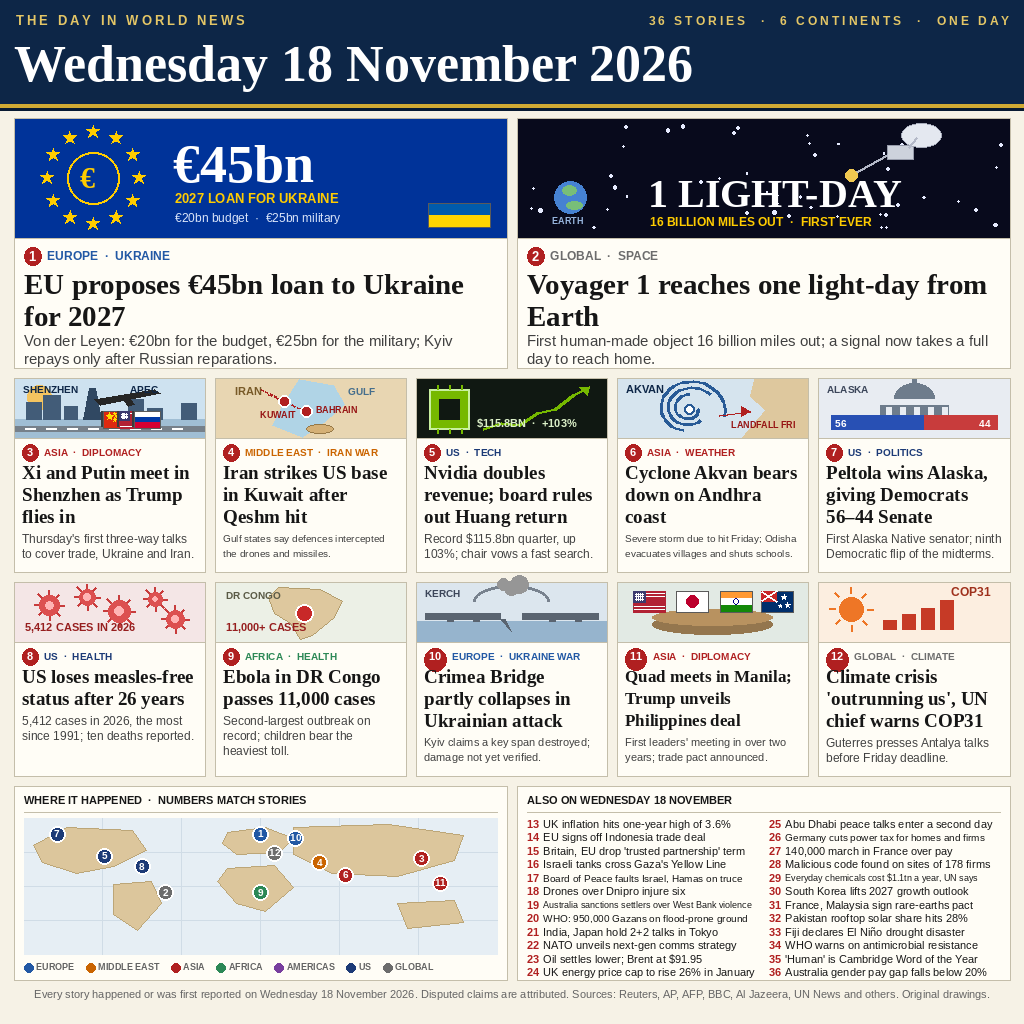 THE DAY IN WORLD NEWS
36 STORIES · 6 CONTINENTS · ONE DAY
Wednesday 18 November 2026
€
€45bn
2027 LOAN FOR UKRAINE
€20bn budget · €25bn military
1 EUROPE · UKRAINE
EU proposes €45bn loan to Ukraine
for 2027
Von der Leyen: €20bn for the budget, €25bn for the military; Kyiv
repays only after Russian reparations.
EARTH
1 LIGHT-DAY
16 BILLION MILES OUT · FIRST EVER
2 GLOBAL · SPACE
Voyager 1 reaches one light-day from
Earth
First human-made object 16 billion miles out; a signal now takes a full
day to reach home.
SHENZHEN
APEC
3 ASIA · DIPLOMACY
Xi and Putin meet in
Shenzhen as Trump
flies in
Thursday's first three-way talks
to cover trade, Ukraine and Iran.
IRAN
GULF
KUWAIT
BAHRAIN
4 MIDDLE EAST · IRAN WAR
Iran strikes US base
in Kuwait after
Qeshm hit
Gulf states say defences intercepted
the drones and missiles.
$115.8BN · +103%
5 US · TECH
Nvidia doubles
revenue; board rules
out Huang return
Record $115.8bn quarter, up
103%; chair vows a fast search.
AKVAN
LANDFALL FRI
6 ASIA · WEATHER
Cyclone Akvan bears
down on Andhra
coast
Severe storm due to hit Friday; Odisha
evacuates villages and shuts schools.
ALASKA
56
44
7 US · POLITICS
Peltola wins Alaska,
giving Democrats
56–44 Senate
First Alaska Native senator; ninth
Democratic flip of the midterms.
5,412 CASES IN 2026
8 US · HEALTH
US loses measles-free
status after 26 years
5,412 cases in 2026, the most
since 1991; ten deaths reported.
DR CONGO
11,000+ CASES
9 AFRICA · HEALTH
Ebola in DR Congo
passes 11,000 cases
Second-largest outbreak on
record; children bear the
heaviest toll.
KERCH
10 EUROPE · UKRAINE WAR
Crimea Bridge
partly collapses in
Ukrainian attack
Kyiv claims a key span destroyed;
damage not yet verified.
11 ASIA · DIPLOMACY
Quad meets in Manila;
Trump unveils
Philippines deal
First leaders' meeting in over two
years; trade pact announced.
COP31
12 GLOBAL · CLIMATE
Climate crisis
'outrunning us', UN
chief warns COP31
Guterres presses Antalya talks
before Friday deadline.
WHERE IT HAPPENED · NUMBERS MATCH STORIES
7
5
8
2
1
10
12
4
6
9
3
11
EUROPE
MIDDLE EAST
ASIA
AFRICA
AMERICAS
US
GLOBAL
ALSO ON WEDNESDAY 18 NOVEMBER
13 UK inflation hits one-year high of 3.6%
14 EU signs off Indonesia trade deal
15 Britain, EU drop 'trusted partnership' term
16 Israeli tanks cross Gaza's Yellow Line
17 Board of Peace faults Israel, Hamas on truce
18 Drones over Dnipro injure six
19 Australia sanctions settlers over West Bank violence
20 WHO: 950,000 Gazans on flood-prone ground
21 India, Japan hold 2+2 talks in Tokyo
22 NATO unveils next-gen comms strategy
23 Oil settles lower; Brent at $91.95
24 UK energy price cap to rise 26% in January
25 Abu Dhabi peace talks enter a second day
26 Germany cuts power tax for homes and firms
27 140,000 march in France over pay
28 Malicious code found on sites of 178 firms
29 Everyday chemicals cost $1.1tn a year, UN says
30 South Korea lifts 2027 growth outlook
31 France, Malaysia sign rare-earths pact
32 Pakistan rooftop solar share hits 28%
33 Fiji declares El Niño drought disaster
34 WHO warns on antimicrobial resistance
35 'Human' is Cambridge Word of the Year
36 Australia gender pay gap falls below 20%
Every story happened or was first reported on Wednesday 18 November 2026. Disputed claims are attributed. Sources: Reuters, AP, AFP, BBC, Al Jazeera, UN News and others. Original drawings.